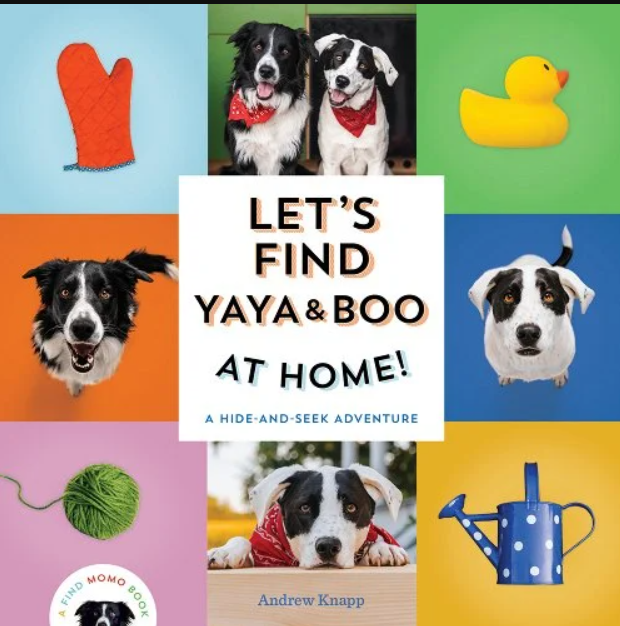 LET'S
FIND
YAYA & BOO
AT HOME!
A HIDE-AND-SEEK ADVENTURE
Andrew Knapp
A FIND MOMO BOOK